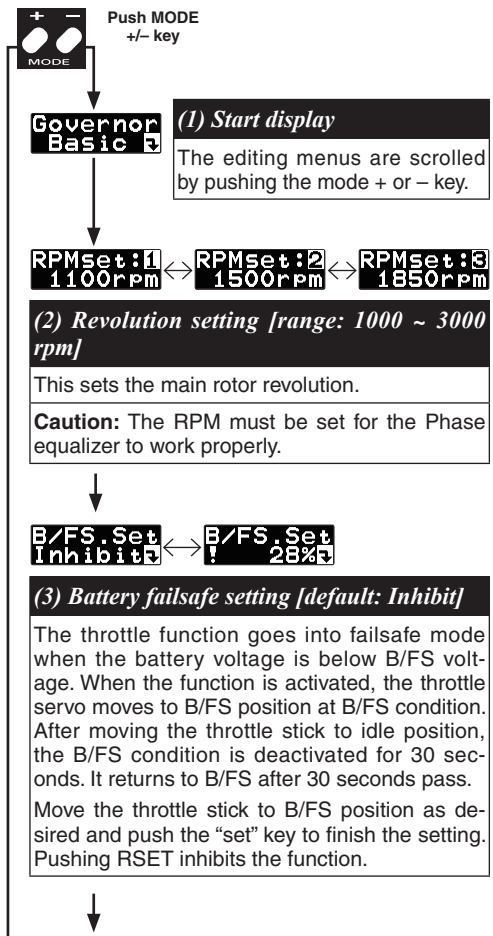 + −
MODE
Push MODE
+/– key
Governor
Basic
(1) Start display
The editing menus are scrolled
by pushing the mode + or – key.
RPMset:1
1100rpm
RPMset:2
1500rpm
RPMset:3
1850rpm
(2) Revolution setting [range: 1000 ~ 3000
rpm]
This sets the main rotor revolution.
Caution: The RPM must be set for the Phase
equalizer to work properly.
B/FS.Set
Inhibit
B/FS.Set
! 28%
(3) Battery failsafe setting [default: Inhibit]
The throttle function goes into failsafe mode
when the battery voltage is below B/FS volt-
age. When the function is activated, the throttle
servo moves to B/FS position at B/FS condition.
After moving the throttle stick to idle position,
the B/FS condition is deactivated for 30 sec-
onds. It returns to B/FS after 30 seconds pass.
Move the throttle stick to B/FS position as de-
sired and push the “set” key to finish the setting.
Pushing RSET inhibits the function.